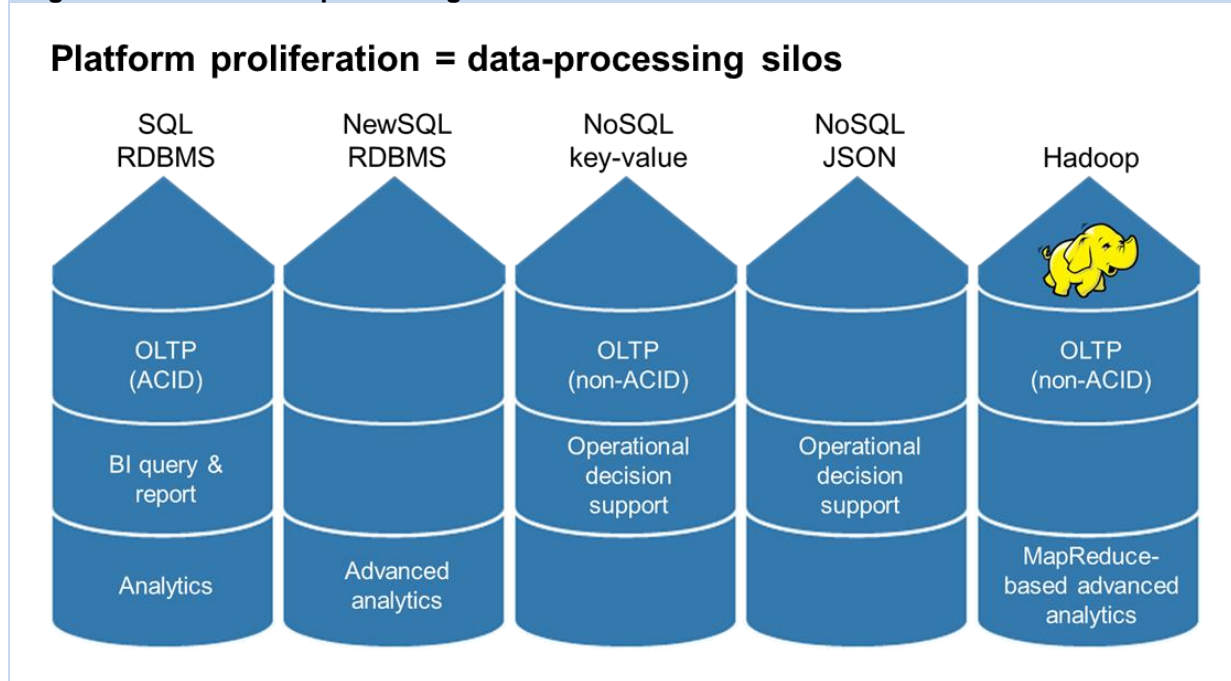 Platform proliferation = data-processing silos
SQL
RDBMS
NewSQL
RDBMS
NoSQL
key-value
NoSQL
JSON
Hadoop
OLTP
(ACID)
OLTP
(non-ACID)
OLTP
(non-ACID)
BI query &
report
Operational
decision
support
Operational
decision
support
Analytics
Advanced
analytics
MapReduce-
based advanced
analytics